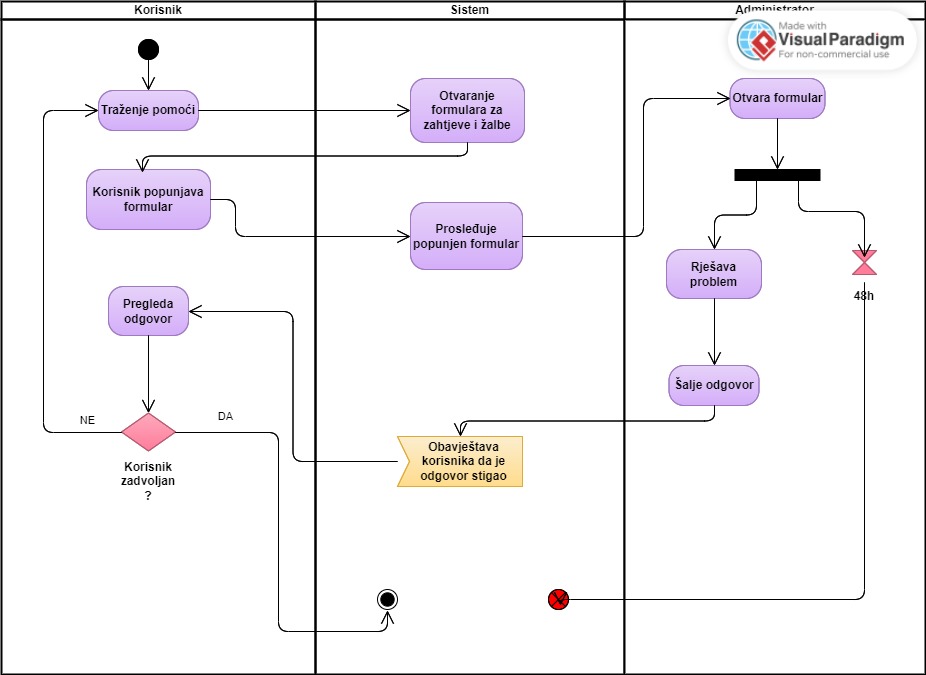 Korisnik
Sistem
Administrator
Made with
VisualParadigm
For non-commercial use
Traženje pomoći
Otvaranje
formulara za
zahtjeve i žalbe
Otvara formular
Korisnik popunjava
formular
Prosleđuje
popunjen formular
Rješava
problem
48h
Pregleda
odgovor
Šalje odgovor
NE
DA
Obavještava
korisnika da je
odgovor stigao
Korisnik
zadvoljan
?